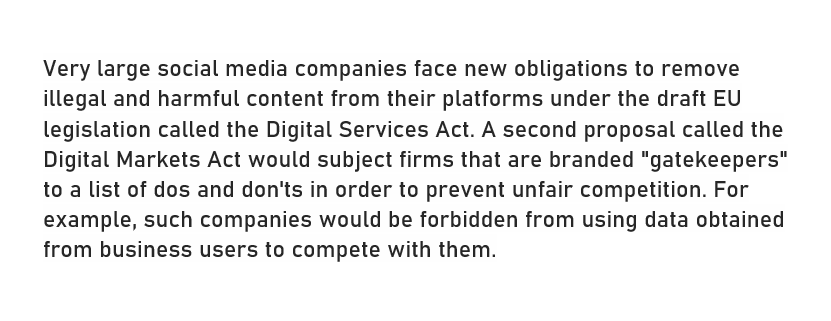 Very large social media companies face new obligations to remove
illegal and harmful content from their platforms under the draft EU
legislation called the Digital Services Act. A second proposal called the
Digital Markets Act would subject firms that are branded "gatekeepers"
to a list of dos and don'ts in order to prevent unfair competition. For
example, such companies would be forbidden from using data obtained
from business users to compete with them.